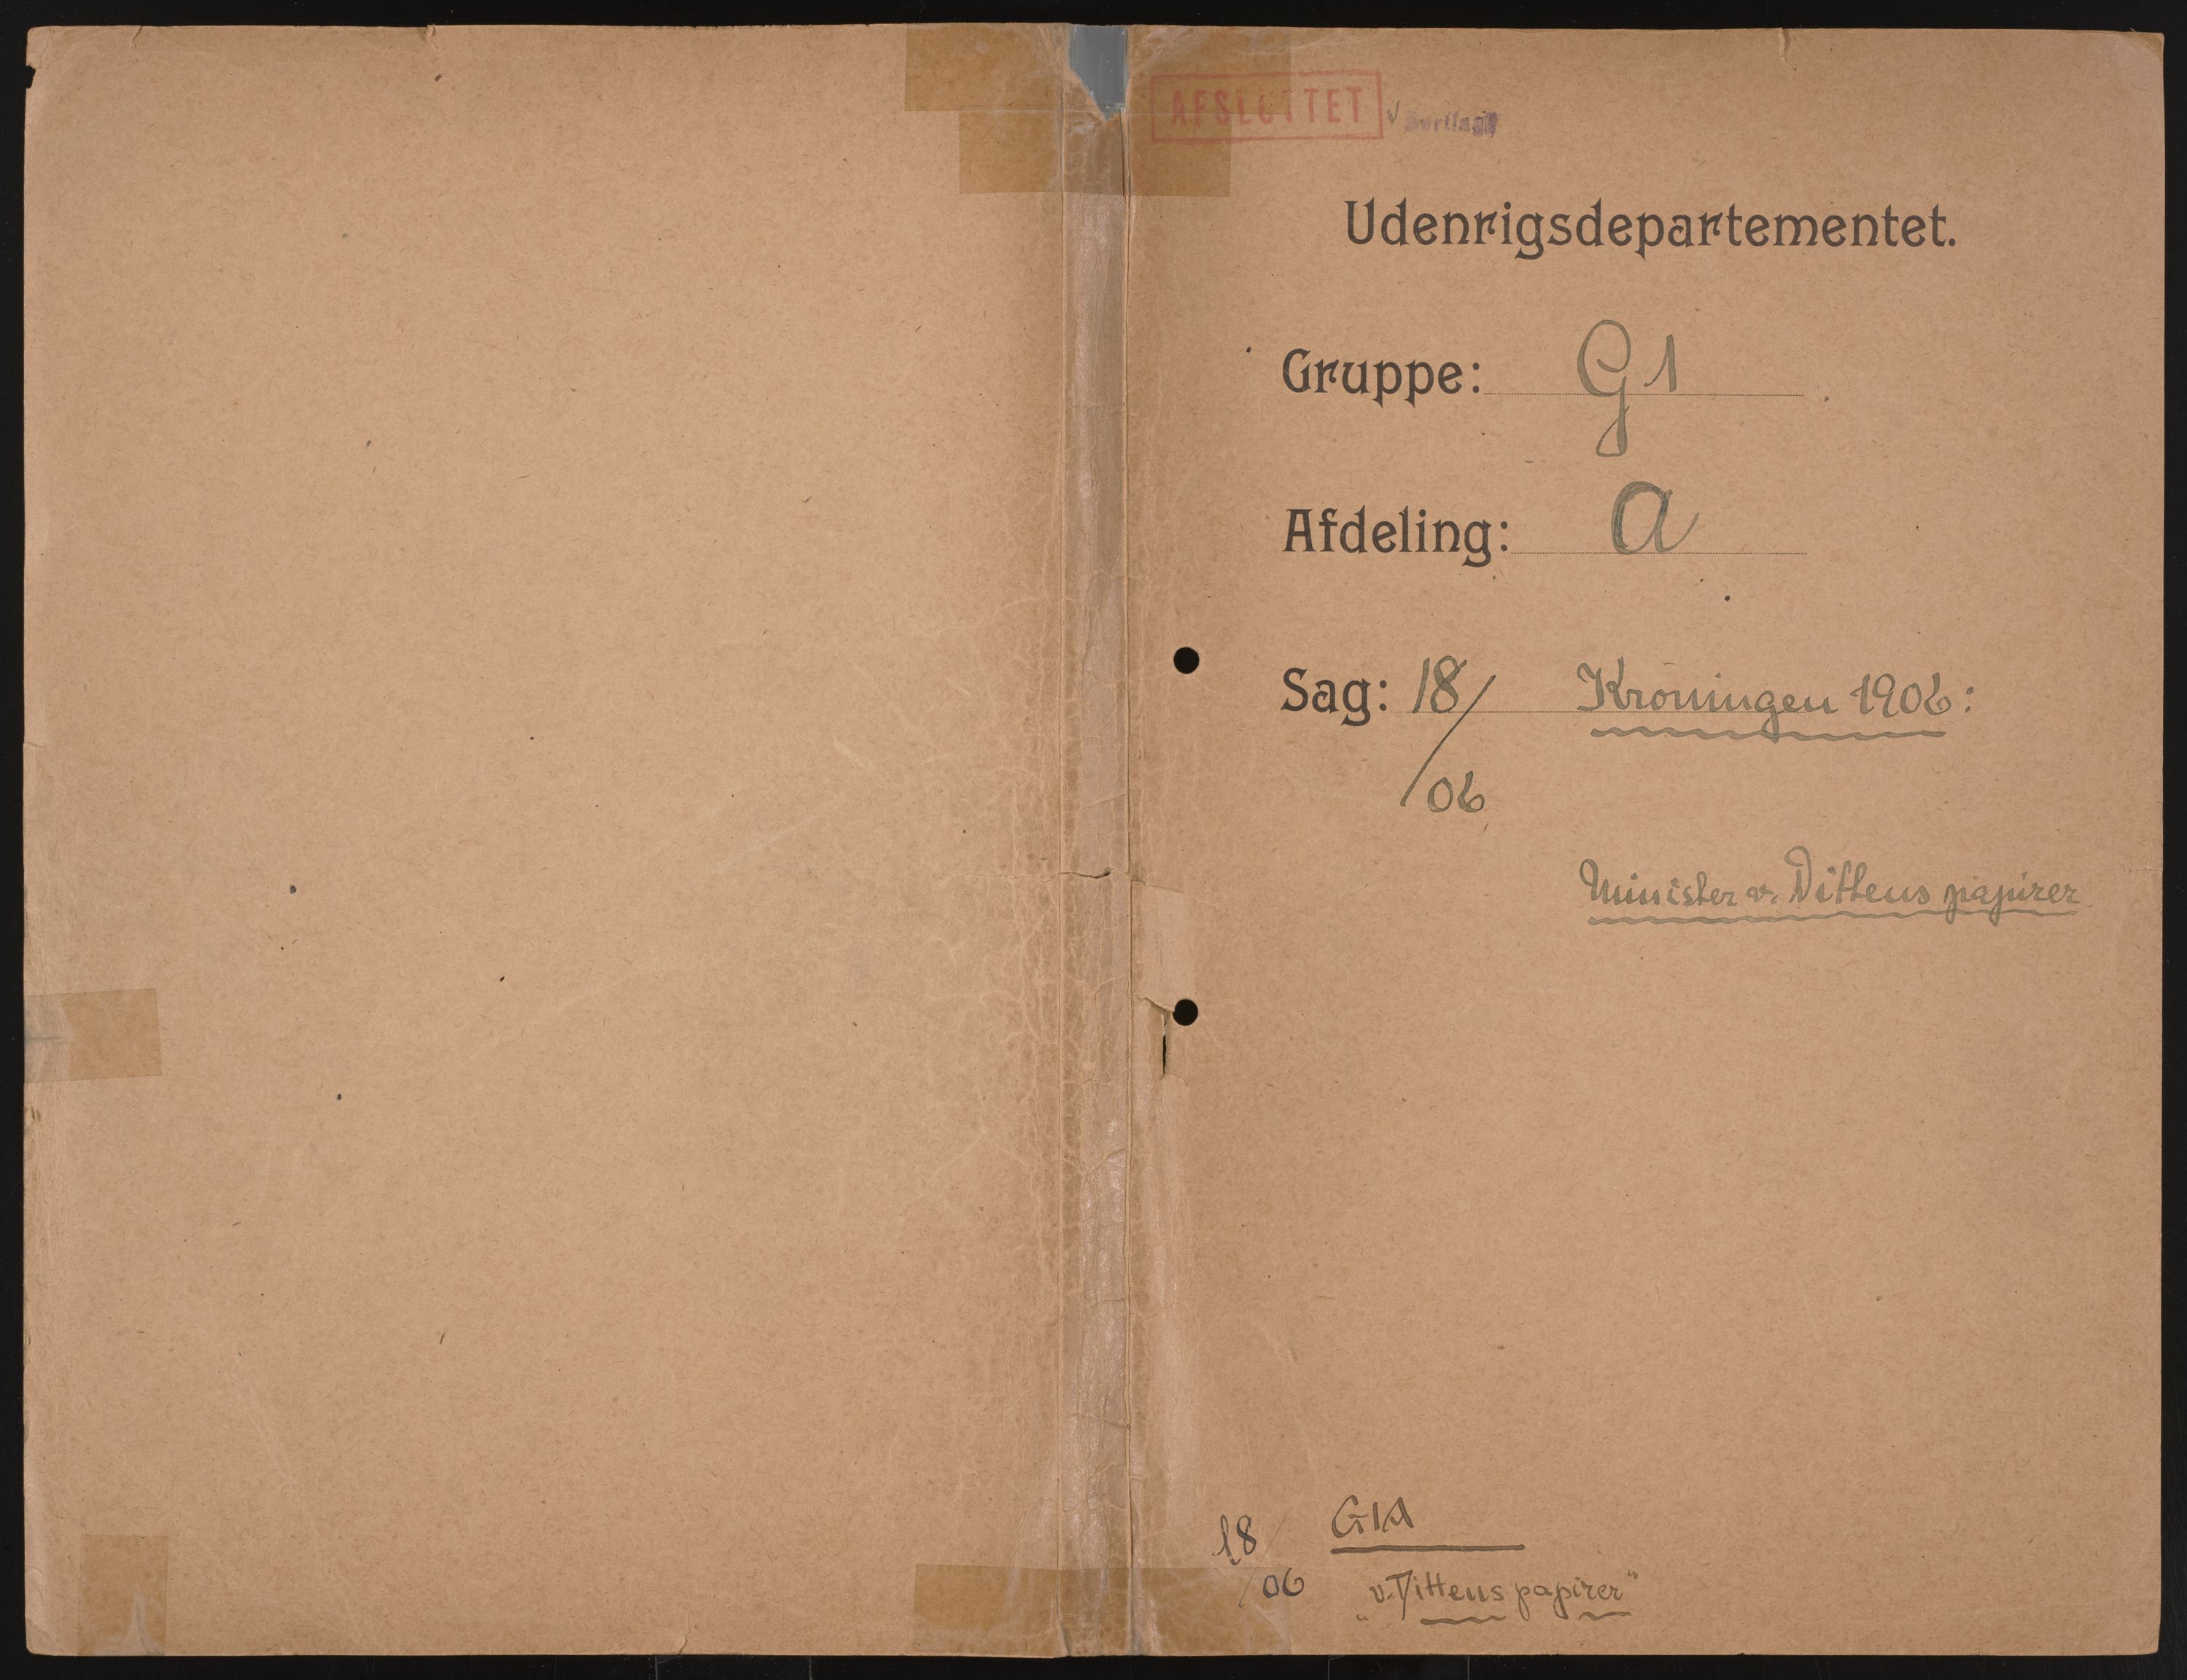 AFSLUTTET
Udenrigsdepartementet.
Gruppe: G1
Afdeling: A
Sag: 18/06 Kroningen 1906:
Minister v. Dittens papirer
18/06 G1A
"v. Dittens papirer"